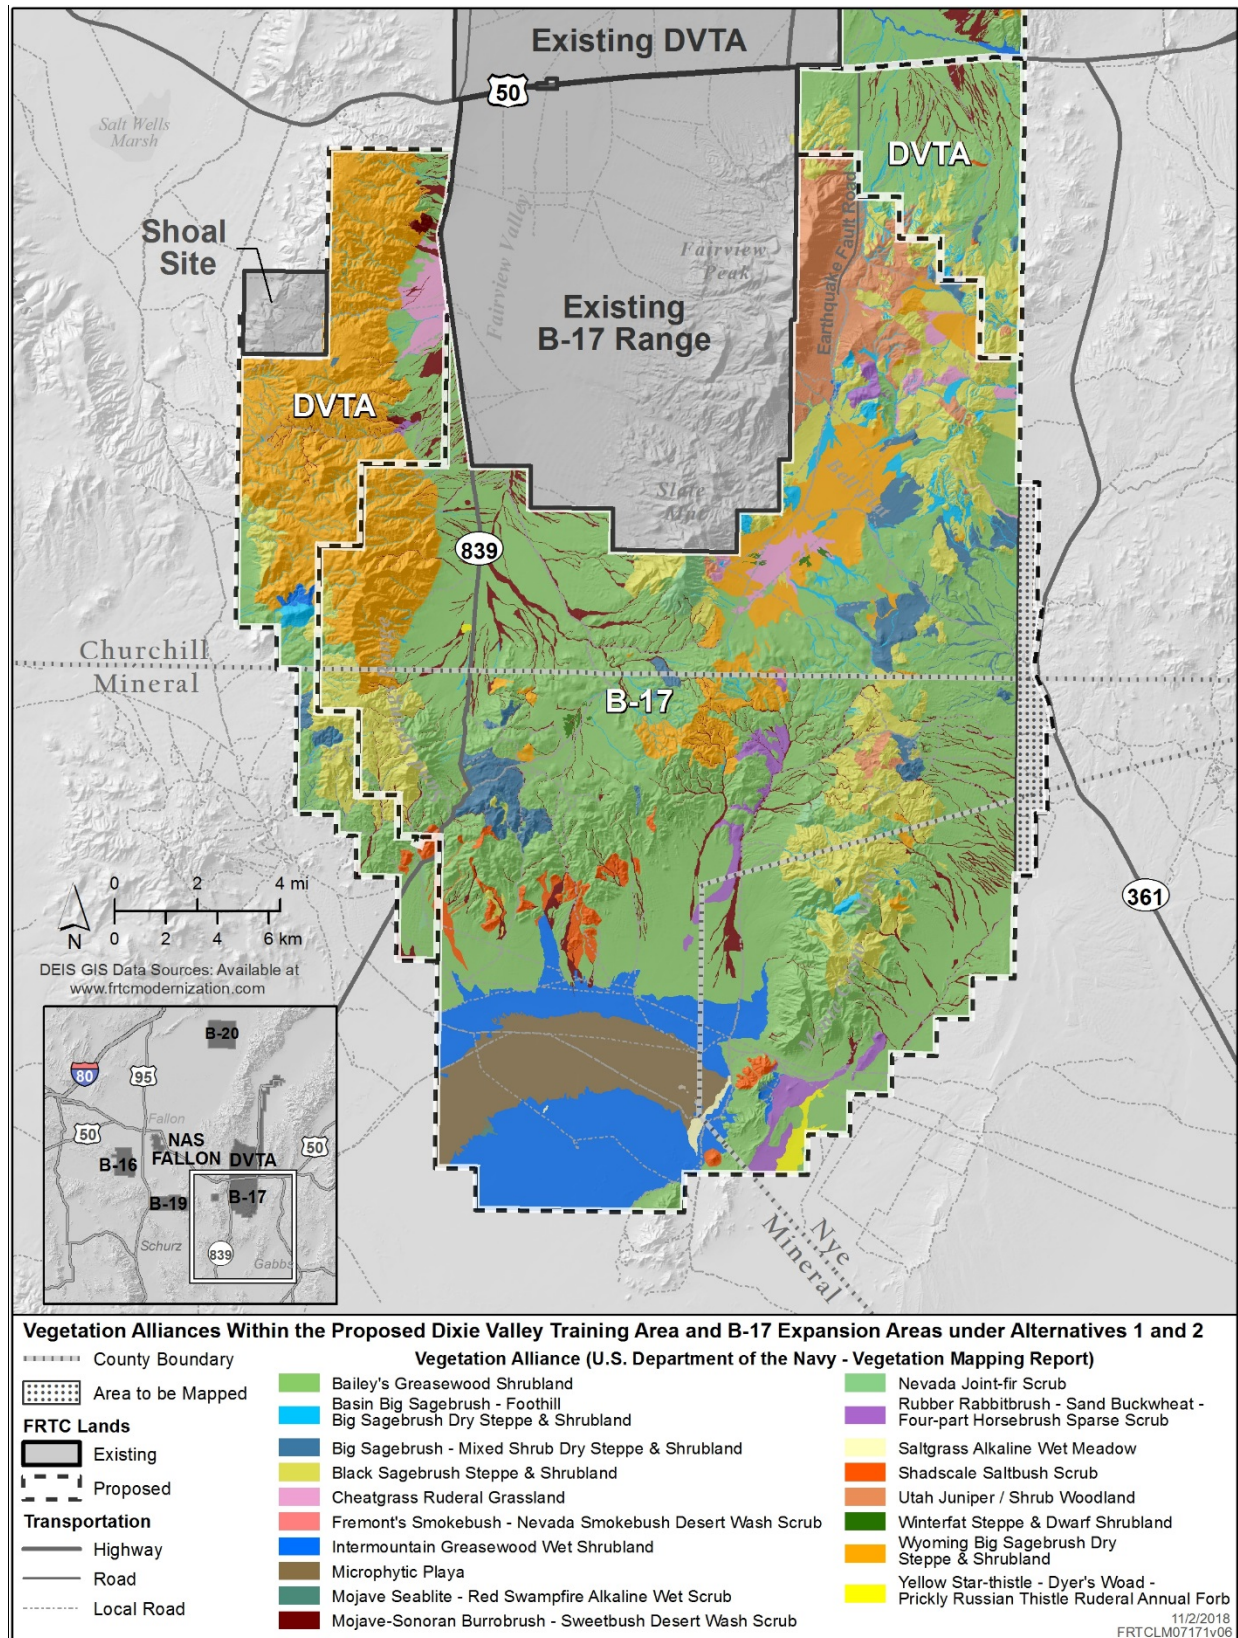 Existing DVTA
50
Salt Wells
Marsh
DVTA
Shoal
Site
Fairview Valley
Fairview
Peak
Earthquake Fault Road
Existing
B-17 Range
DVTA
Bell F
Slate
Mnt
839
Churchill
Mineral
B-17
361
0 2 4 mi
0 2 4 6 km
N
DEIS GIS Data Sources: Available at
www.frtcmodernization.com
B-20
80
95
Fallon
50
NAS
FALLON
DVTA
50
B-16
B-19
B-17
Schurz
839
Gabbs
Nye
Mineral
Vegetation Alliances Within the Proposed Dixie Valley Training Area and B-17 Expansion Areas under Alternatives 1 and 2
County Boundary
Area to be Mapped
FRTC Lands
Existing
Proposed
Transportation
Highway
Road
Local Road
Vegetation Alliance (U.S. Department of the Navy - Vegetation Mapping Report)
Bailey's Greasewood Shrubland
Basin Big Sagebrush - Foothill
Big Sagebrush Dry Steppe & Shrubland
Big Sagebrush - Mixed Shrub Dry Steppe & Shrubland
Black Sagebrush Steppe & Shrubland
Cheatgrass Ruderal Grassland
Fremont's Smokebush - Nevada Smokebush Desert Wash Scrub
Intermountain Greasewood Wet Shrubland
Microphytic Playa
Mojave Seablite - Red Swampfire Alkaline Wet Scrub
Mojave-Sonoran Burrobrush - Sweetbush Desert Wash Scrub
Nevada Joint-fir Scrub
Rubber Rabbitbrush - Sand Buckwheat -
Four-part Horsebrush Sparse Scrub
Saltgrass Alkaline Wet Meadow
Shadscale Saltbush Scrub
Utah Juniper / Shrub Woodland
Winterfat Steppe & Dwarf Shrubland
Wyoming Big Sagebrush Dry
Steppe & Shrubland
Yellow Star-thistle - Dyer's Woad -
Prickly Russian Thistle Ruderal Annual Forb
11/2/2018
FRTCLM07171v06